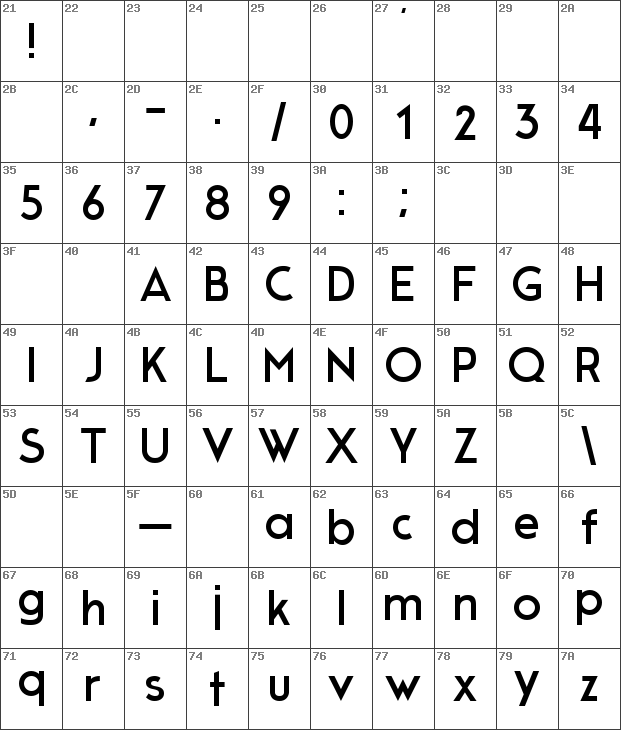 21 22 23 24 25 26 27 28 29 2A
! '
2B 2C 2D 2E 2F 30 31 32 33 34
, - . / 0 1 2 3 4
35 36 37 38 39 3A 3B 3C 3D 3E
5 6 7 8 9 : ;
3F 40 41 42 43 44 45 46 47 48
A B C D E F G H
49 4A 4B 4C 4D 4E 4F 50 51 52
I J K L M N O P Q R
53 54 55 56 57 58 59 5A 5B 5C
S T U V W X Y Z \
5D 5E 5F 60 61 62 63 64 65 66
_ a b c d e f
67 68 69 6A 6B 6C 6D 6E 6F 70
g h i j k l m n o p
71 72 73 74 75 76 77 78 79 7A
q r s t u v w x y z